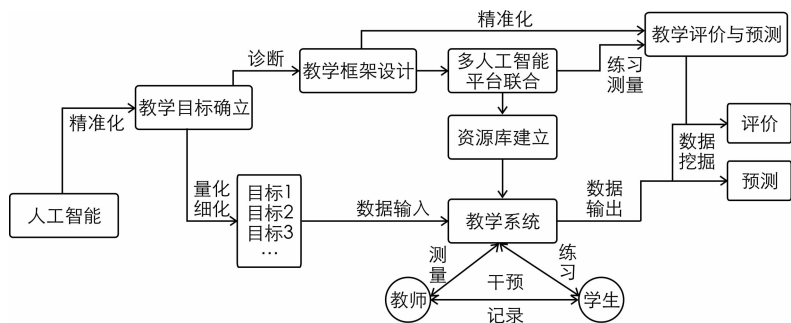 精准化
教学评价与预测
诊断
教学框架设计
多人工智能
平台联合
练习
测量
精准化
教学目标确立
资源库建立
数据
挖掘
评价
预测
人工智能
量化
细化
目标1
目标2
目标3
…
数据输入
教学系统
数据
输出
测量
练习
干预
教师
学生
记录